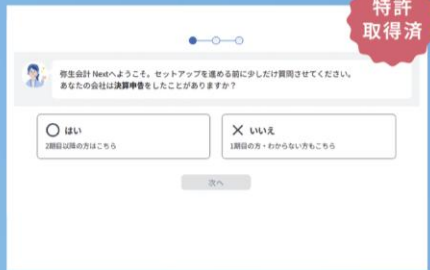 特許
取得済
弥生会計 Nextへようこそ。セットアップを進める前に少しだけ質問させてください。
あなたの会社は決算申告をしたことがありますか？
はい
2期目以降の方はこちら
いいえ
1期目の方・わからない方もこちら
次へ